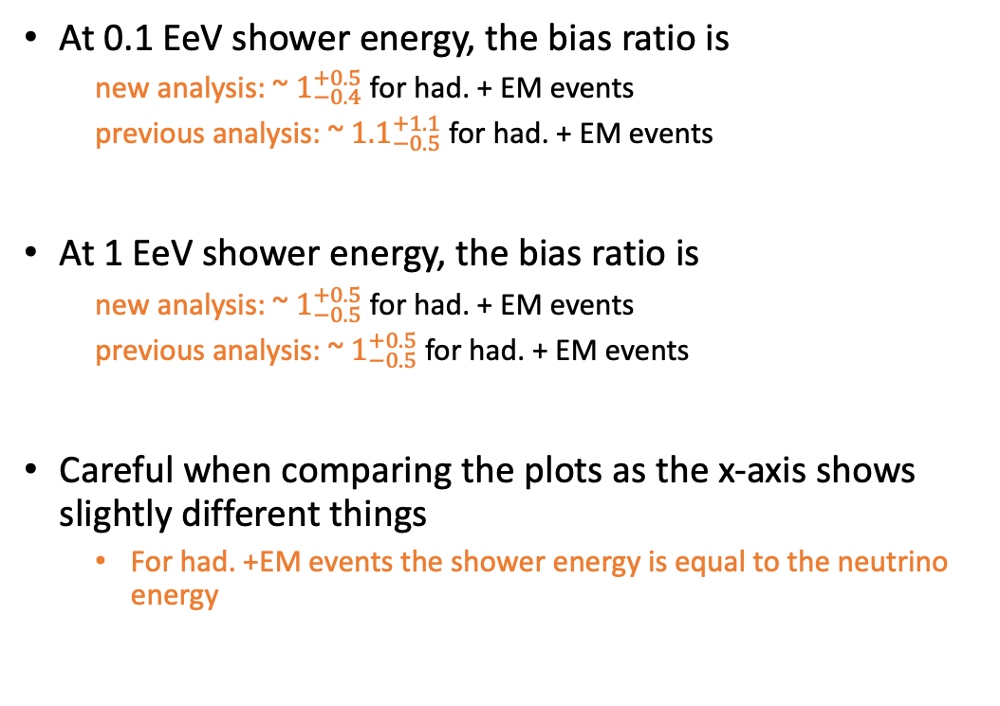 • At 0.1 EeV shower energy, the bias ratio is
new analysis: ~ 1^{+0.5}_{−0.4} for had. + EM events
previous analysis: ~ 1.1^{+1.1}_{−0.5} for had. + EM events
• At 1 EeV shower energy, the bias ratio is
new analysis: ~ 1^{+0.5}_{−0.5} for had. + EM events
previous analysis: ~ 1^{+0.5}_{−0.5} for had. + EM events
• Careful when comparing the plots as the x-axis shows
slightly different things
• For had. +EM events the shower energy is equal to the neutrino
energy